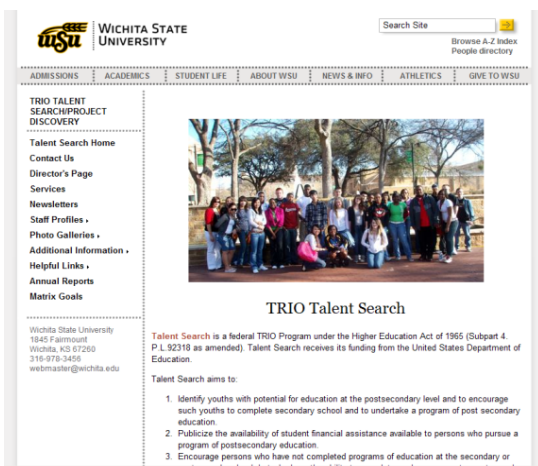 wsu
WICHITA STATE
UNIVERSITY
Search Site
Browse A-Z Index
People directory
ADMISSIONS
ACADEMICS
STUDENT LIFE
ABOUT WSU
NEWS & INFO
ATHLETICS
GIVE TO WSU
TRIO TALENT
SEARCH/PROJECT
DISCOVERY
Talent Search Home
Contact Us
Director's Page
Services
Newsletters
Staff Profiles
Photo Galleries
Additional Information
Helpful Links
Annual Reports
Matrix Goals
Wichita State University
1845 Fairmount
Wichita, KS 67260
316-978-3456
webmaster@wichita.edu
TRIO Talent Search
Talent Search is a federal TRIO Program under the Higher Education Act of 1965 (Subpart 4.
P.L.92318 as amended). Talent Search receives its funding from the United States Department of
Education.
Talent Search aims to:
1. Identify youths with potential for education at the postsecondary level and to encourage
such youths to complete secondary school and to undertake a program of post secondary
education.
2. Publicize the availability of student financial assistance available to persons who pursue a
program of postsecondary education.
3. Encourage persons who have not completed programs of education at the secondary or